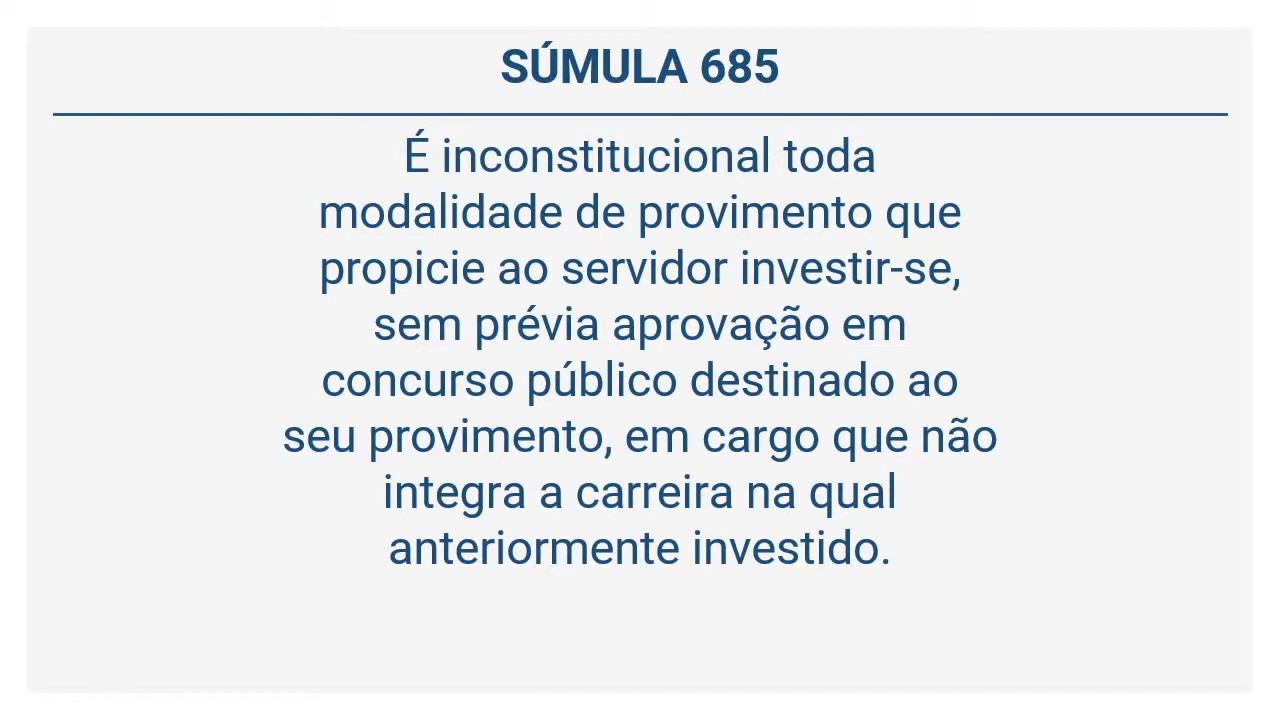 SÚMULA 685
É inconstitucional toda
modalidade de provimento que
propicie ao servidor investir-se,
sem prévia aprovação em
concurso público destinado ao
seu provimento, em cargo que não
integra a carreira na qual
anteriormente investido.